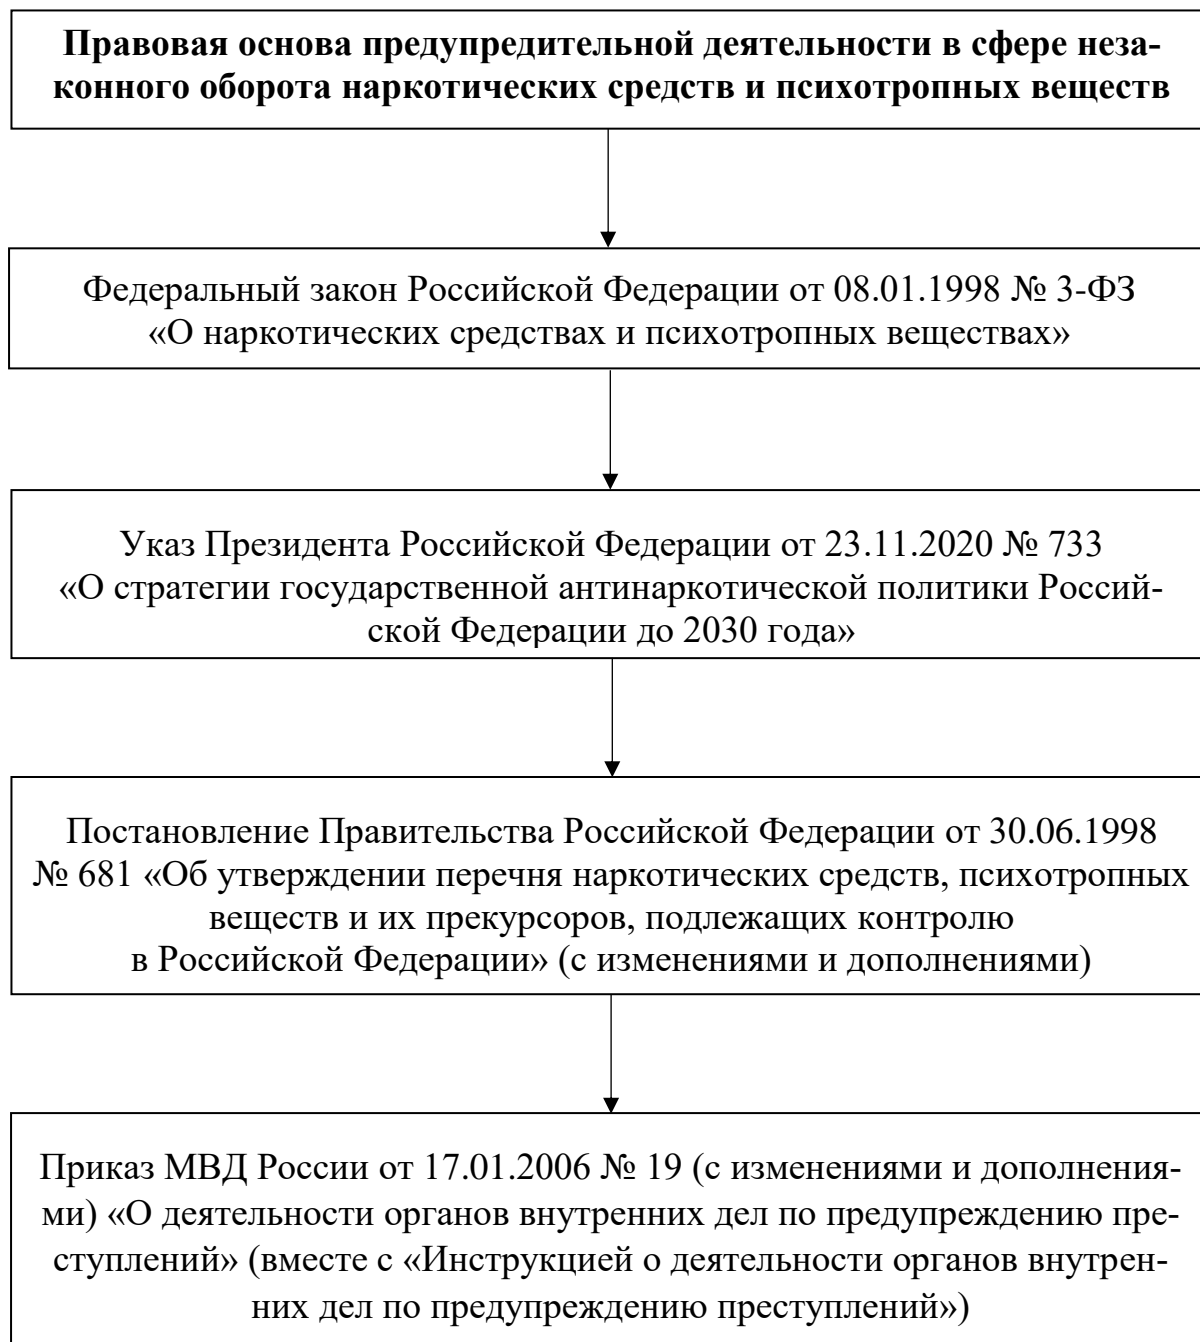 Правовая основа предупредительной деятельности в сфере неза-
конного оборота наркотических средств и психотропных веществ
Федеральный закон Российской Федерации от 08.01.1998 № 3-ФЗ
«О наркотических средствах и психотропных веществах»
Указ Президента Российской Федерации от 23.11.2020 № 733
«О стратегии государственной антинаркотической политики Россий-
ской Федерации до 2030 года»
Постановление Правительства Российской Федерации от 30.06.1998
№ 681 «Об утверждении перечня наркотических средств, психотропных
веществ и их прекурсоров, подлежащих контролю
в Российской Федерации» (с изменениями и дополнениями)
Приказ МВД России от 17.01.2006 № 19 (с изменениями и дополнения-
ми) «О деятельности органов внутренних дел по предупреждению пре-
ступлений» (вместе с «Инструкцией о деятельности органов внутрен-
них дел по предупреждению преступлений»)